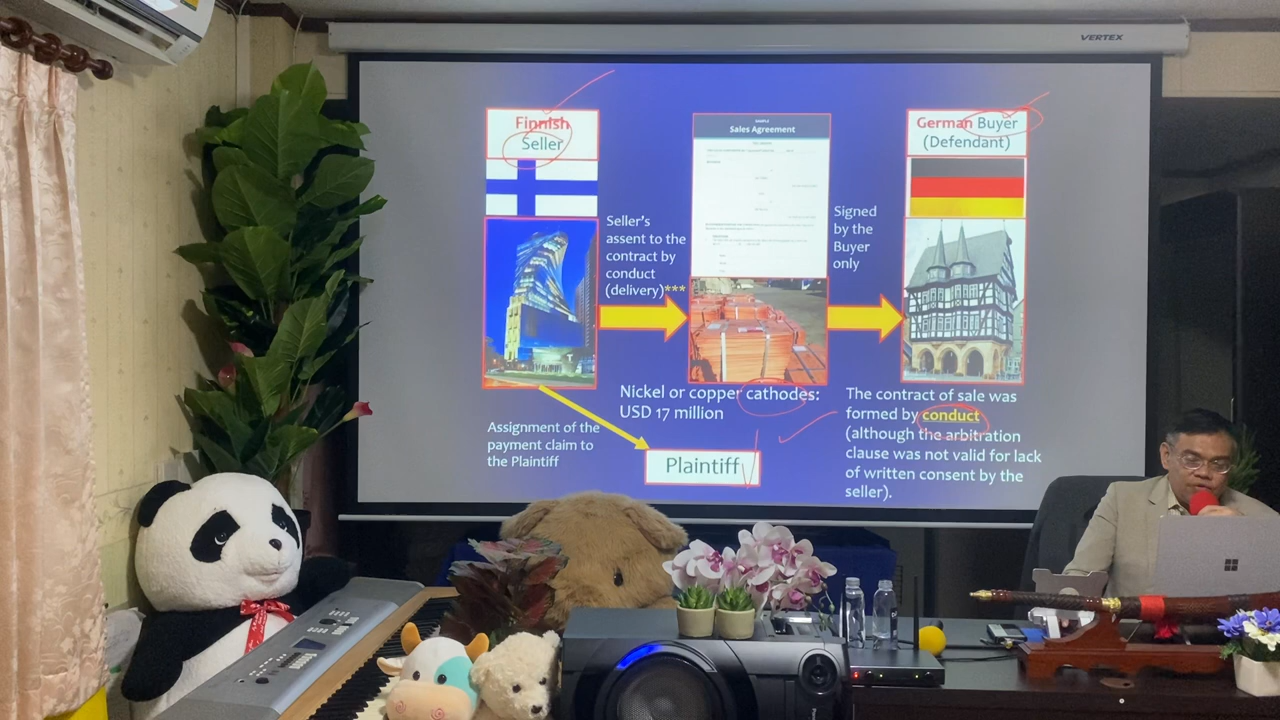 VERTEX
Finnish
Seller
SAMPLE
Sales Agreement
German Buyer
(Defendant)
Seller's
assent to the
contract by
conduct
(delivery)***
Signed
by the
Buyer
only
Nickel or copper cathodes:
USD 17 million
The contract of sale was
formed by conduct
(although the arbitration
clause was not valid for lack
of written consent by the
seller).
Assignment of the
payment claim to
the Plaintiff
Plaintiff